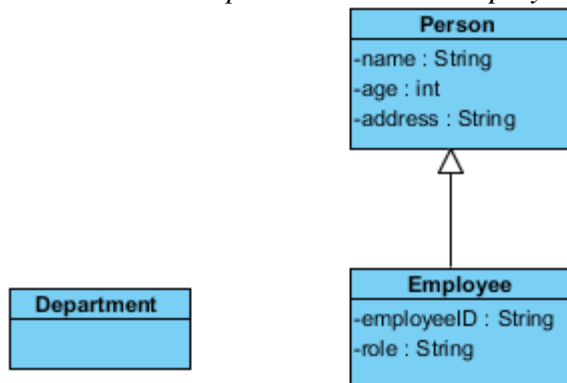 Person
-name : String
-age : int
-address : String
Department
Employee
-employeeID : String
-role : String